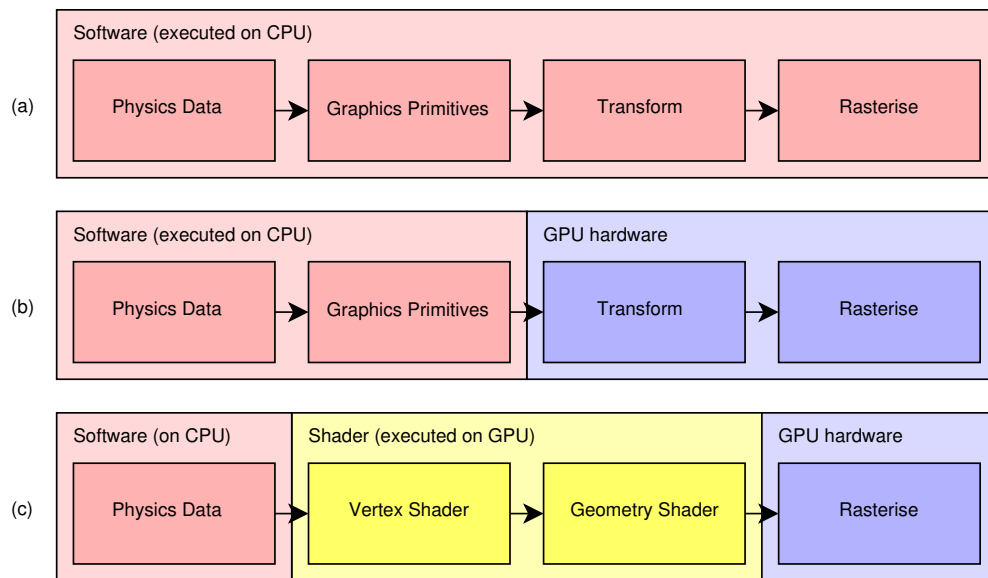 Software (executed on CPU)
(a)
Physics Data
Graphics Primitives
Transform
Rasterise
Software (executed on CPU)
GPU hardware
(b)
Physics Data
Graphics Primitives
Transform
Rasterise
Software (on CPU)
Shader (executed on GPU)
GPU hardware
(c)
Physics Data
Vertex Shader
Geometry Shader
Rasterise